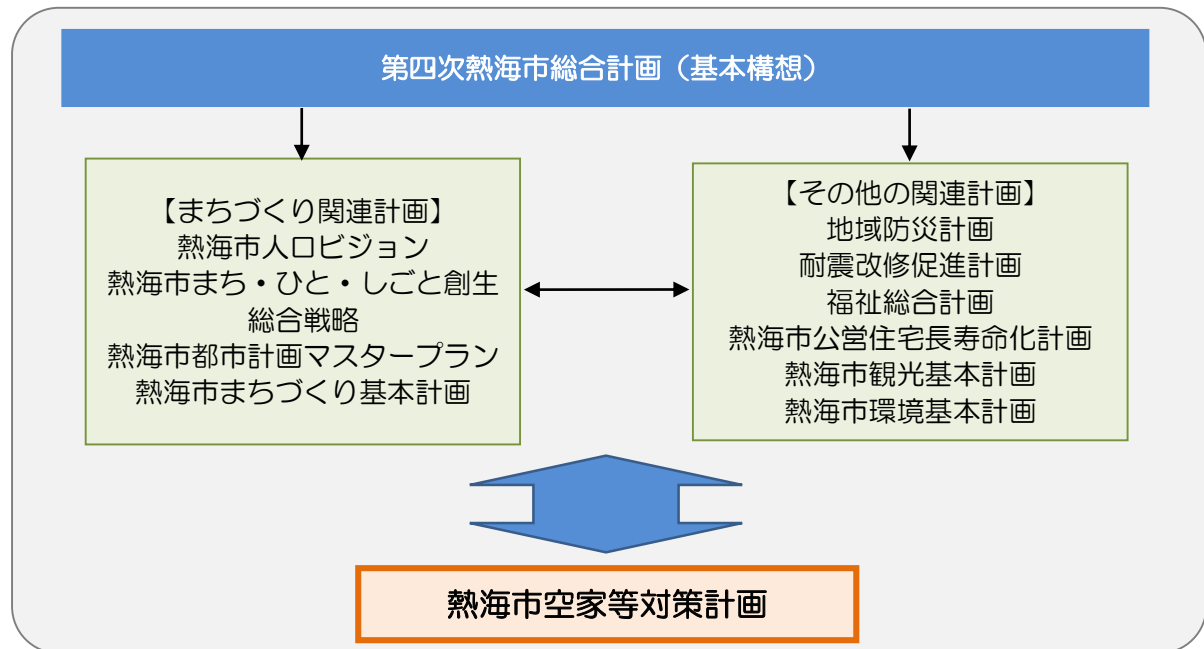 第四次熱海市総合計画（基本構想）
【まちづくり関連計画】
熱海市人口ビジョン
熱海市まち・ひと・しごと創生
総合戦略
熱海市都市計画マスタープラン
熱海市まちづくり基本計画
【その他の関連計画】
地域防災計画
耐震改修促進計画
福祉総合計画
熱海市公営住宅長寿命化計画
熱海市観光基本計画
熱海市環境基本計画
熱海市空家等対策計画